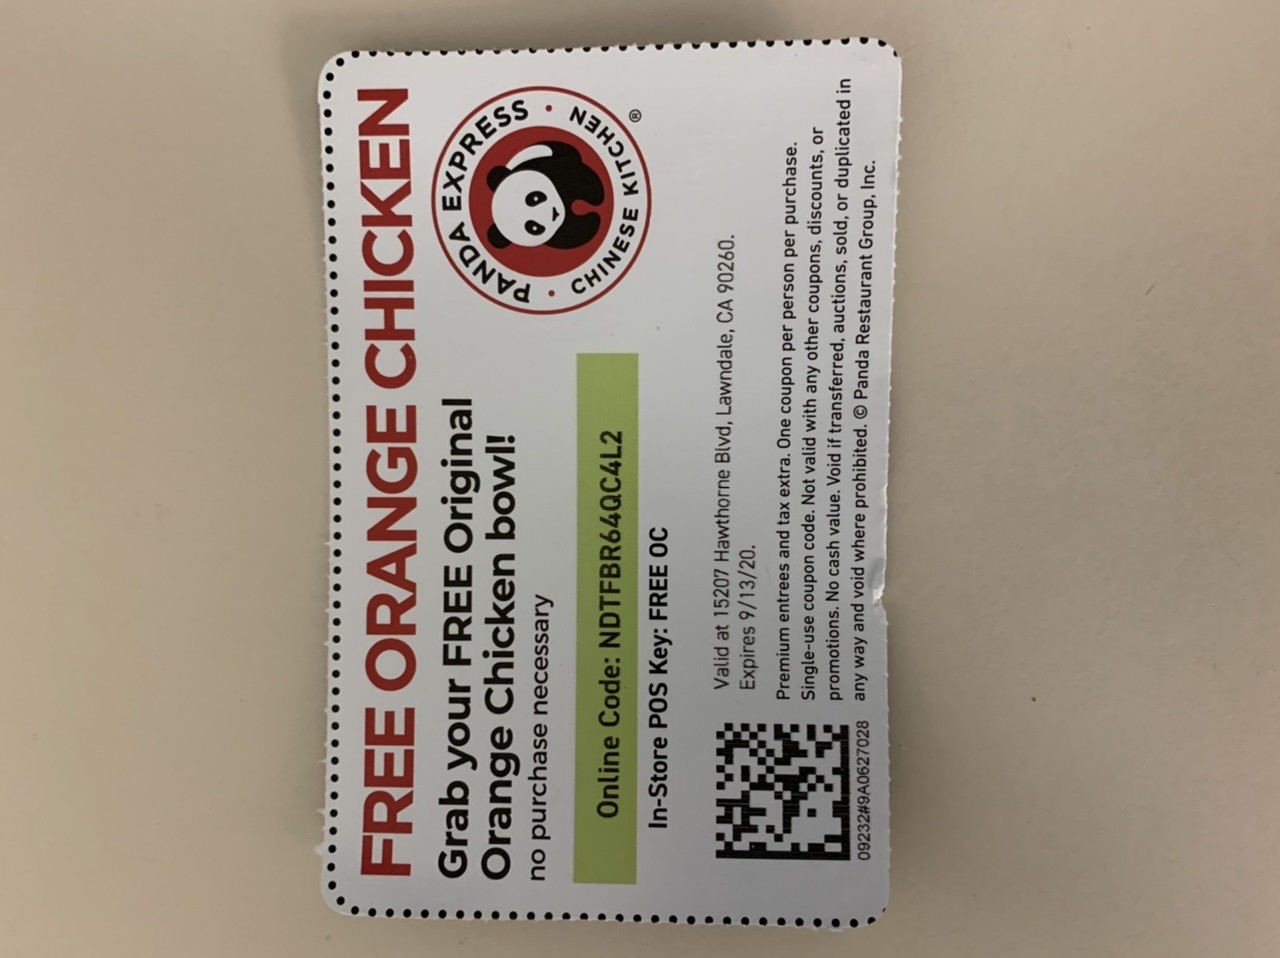 FREE ORANGE CHICKEN
Grab your FREE Original
Orange Chicken bowl!
no purchase necessary
PANDA EXPRESS • CHINESE KITCHEN •
®
Online Code: NDTFBR64QC4L2
In-Store POS Key: FREE OC
Valid at 15207 Hawthorne Blvd, Lawndale, CA 90260.
Expires 9/13/20.
Premium entrees and tax extra. One coupon per person per purchase.
Single-use coupon code. Not valid with any other coupons, discounts, or
promotions. No cash value. Void if transferred, auctions, sold, or duplicated in
any way and void where prohibited. © Panda Restaurant Group, Inc.
09232#9A0627028